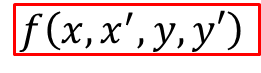 f(x, x′, y, y′)